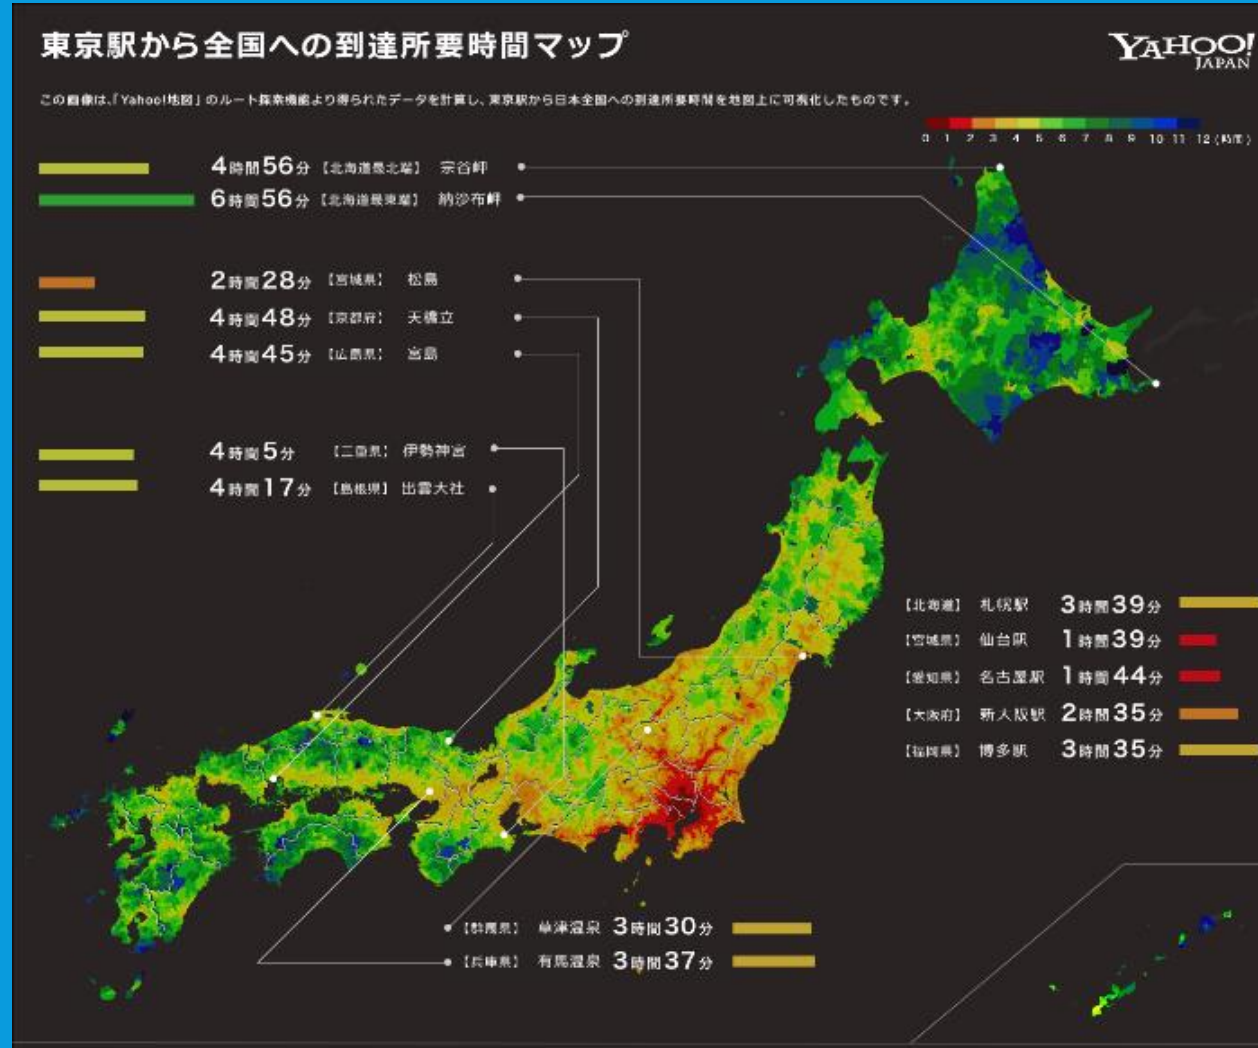 東京駅から全国への到達所要時間マップ
YAHOO!
JAPAN
この画像は、「Yahoo!地図」のルート探索機能より得られたデータを計算し、東京駅から日本全国への到達所要時間を地図上に可視化したものです。
0 1 2 3 4 5 6 7 8 9 10 11 12 (時間)
4時間56分 【北海道最北端】 宗谷岬
6時間56分 【北海道最東端】 納沙布岬
2時間28分 【宮城県】 松島
4時間48分 【京都府】 天橋立
4時間45分 【広島県】 宮島
4時間5分 【三重県】 伊勢神宮
4時間17分 【島根県】 出雲大社
【北海道】 札幌駅 3時間39分
【宮城県】 仙台駅 1時間39分
【愛知県】 名古屋駅 1時間44分
【大阪府】 新大阪駅 2時間35分
【福岡県】 博多駅 3時間35分
【群馬県】 草津温泉 3時間30分
【兵庫県】 有馬温泉 3時間37分